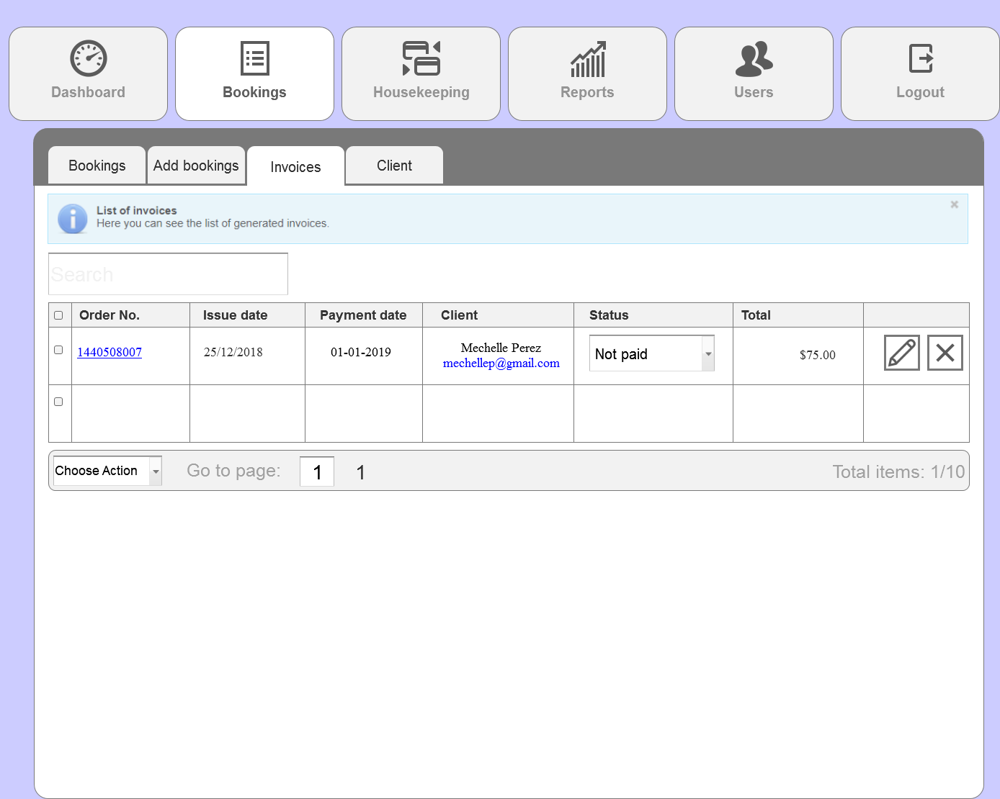 Dashboard
Bookings
Housekeeping
Reports
Users
Logout
Bookings
Add bookings
Invoices
Client
List of invoices
Here you can see the list of generated invoices.
Search
Order No.
Issue date
Payment date
Client
Status
Total
1440508007
25/12/2018
01-01-2019
Mechelle Perez
mechellep@gmail.com
Not paid
$75.00
Choose Action
Go to page:
1
1
Total items: 1/10